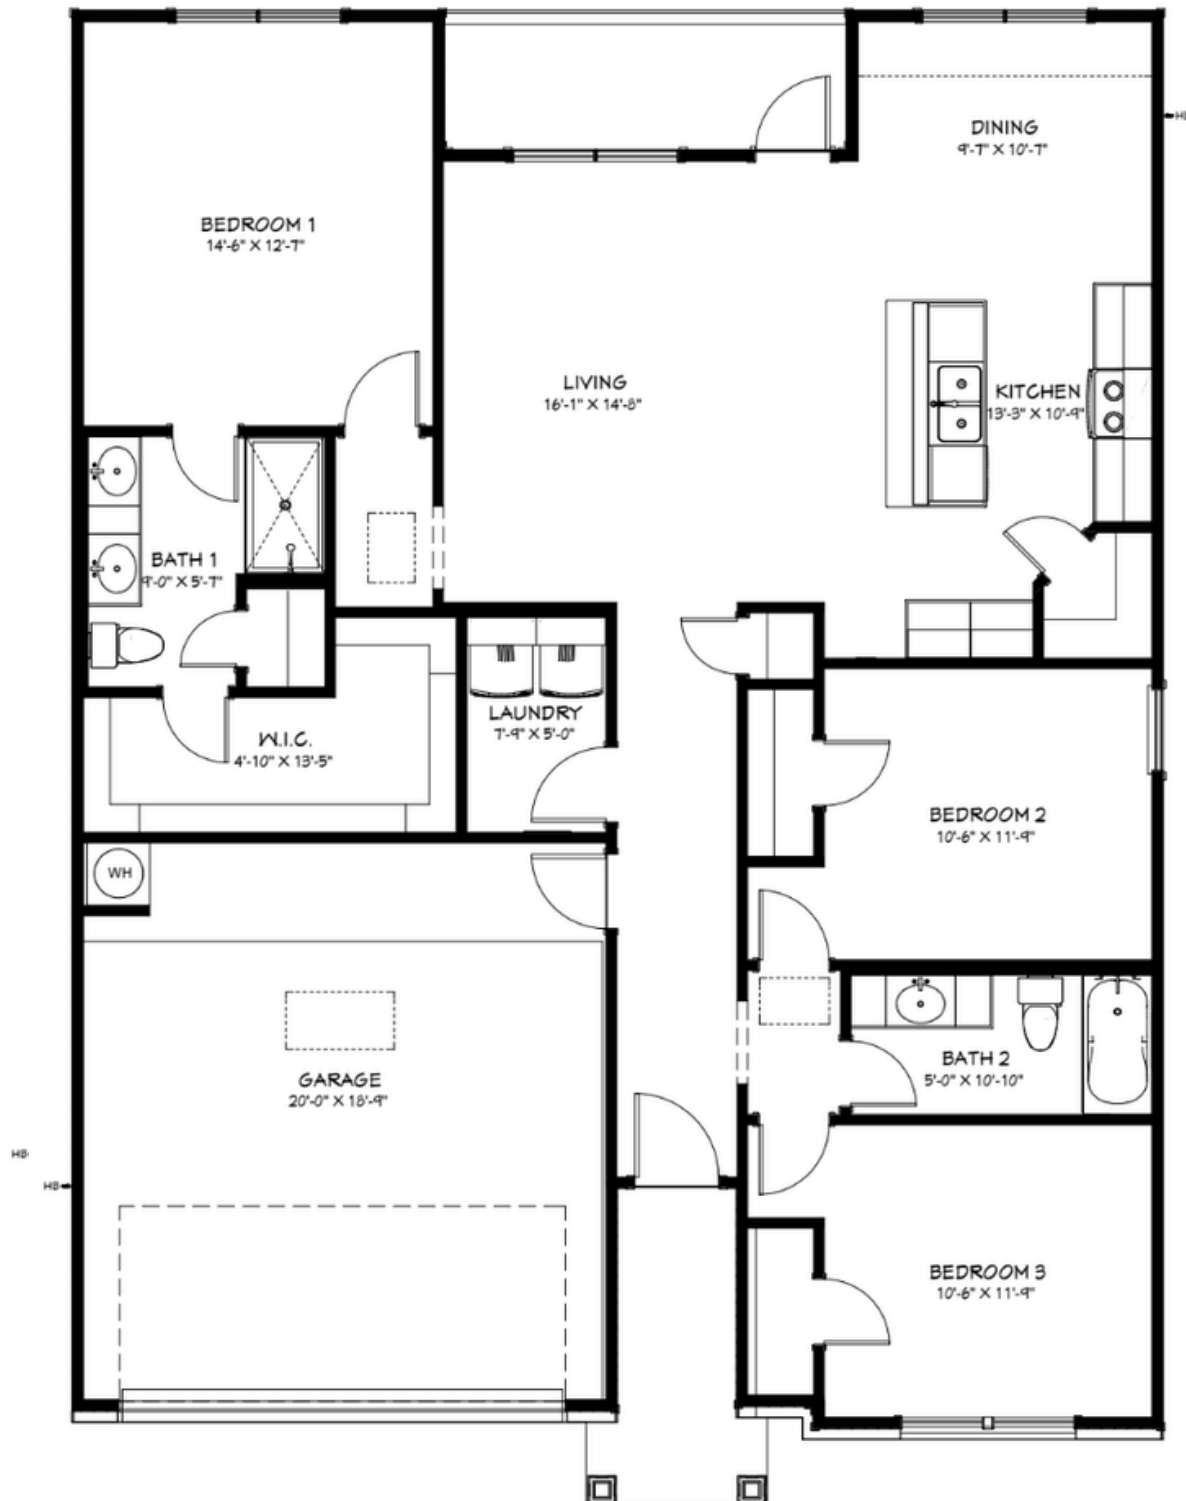 DINING
9'-7" X 10'-7"
BEDROOM 1
14'-6" X 12'-7"
LIVING
16'-1" X 14'-8"
KITCHEN
13'-3" X 10'-9"
BATH 1
9'-0" X 5'-7"
LAUNDRY
7'-9" X 5'-0"
W.I.C.
4'-10" X 13'-5"
BEDROOM 2
10'-6" X 11'-9"
WH
BATH 2
5'-0" X 10'-10"
GARAGE
20'-0" X 18'-9"
HB
HB
BEDROOM 3
10'-6" X 11'-9"